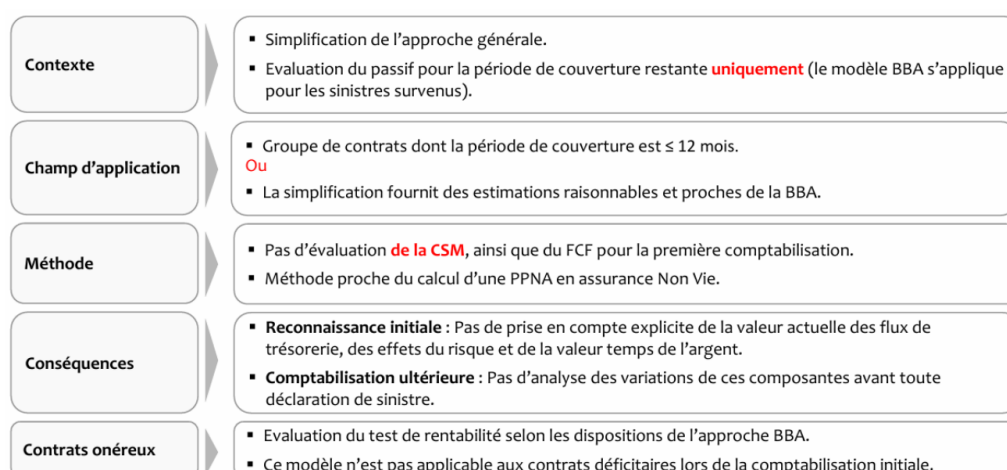 Contexte
▪ Simplification de l'approche générale.
▪ Evaluation du passif pour la période de couverture restante uniquement (le modèle BBA s'applique
pour les sinistres survenus).
Champ d'application
▪ Groupe de contrats dont la période de couverture est ≤ 12 mois.
Ou
▪ La simplification fournit des estimations raisonnables et proches de la BBA.
Méthode
▪ Pas d'évaluation de la CSM, ainsi que du FCF pour la première comptabilisation.
▪ Méthode proche du calcul d'une PPNA en assurance Non Vie.
Conséquences
▪ Reconnaissance initiale : Pas de prise en compte explicite de la valeur actuelle des flux de
trésorerie, des effets du risque et de la valeur temps de l'argent.
▪ Comptabilisation ultérieure : Pas d'analyse des variations de ces composantes avant toute
déclaration de sinistre.
Contrats onéreux
▪ Evaluation du test de rentabilité selon les dispositions de l'approche BBA.
▪ Ce modèle n'est pas applicable aux contrats déficitaires lors de la comptabilisation initiale.